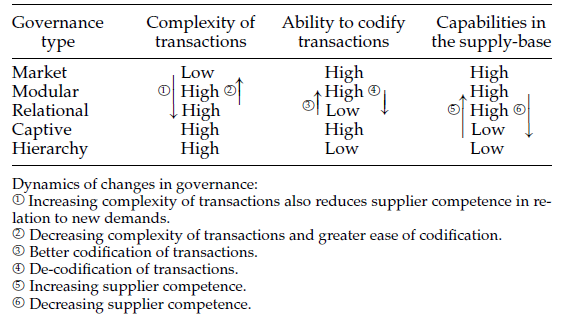 Governance type Complexity of transactions Ability to codify transactions Capabilities in the supply-base
Market Low High High
Modular ① High ② High ④ High
Relational High ③ Low ⑤ High ⑥
Captive High High Low
Hierarchy High Low Low
Dynamics of changes in governance:
① Increasing complexity of transactions also reduces supplier competence in re-
lation to new demands.
② Decreasing complexity of transactions and greater ease of codification.
③ Better codification of transactions.
④ De-codification of transactions.
⑤ Increasing supplier competence.
⑥ Decreasing supplier competence.